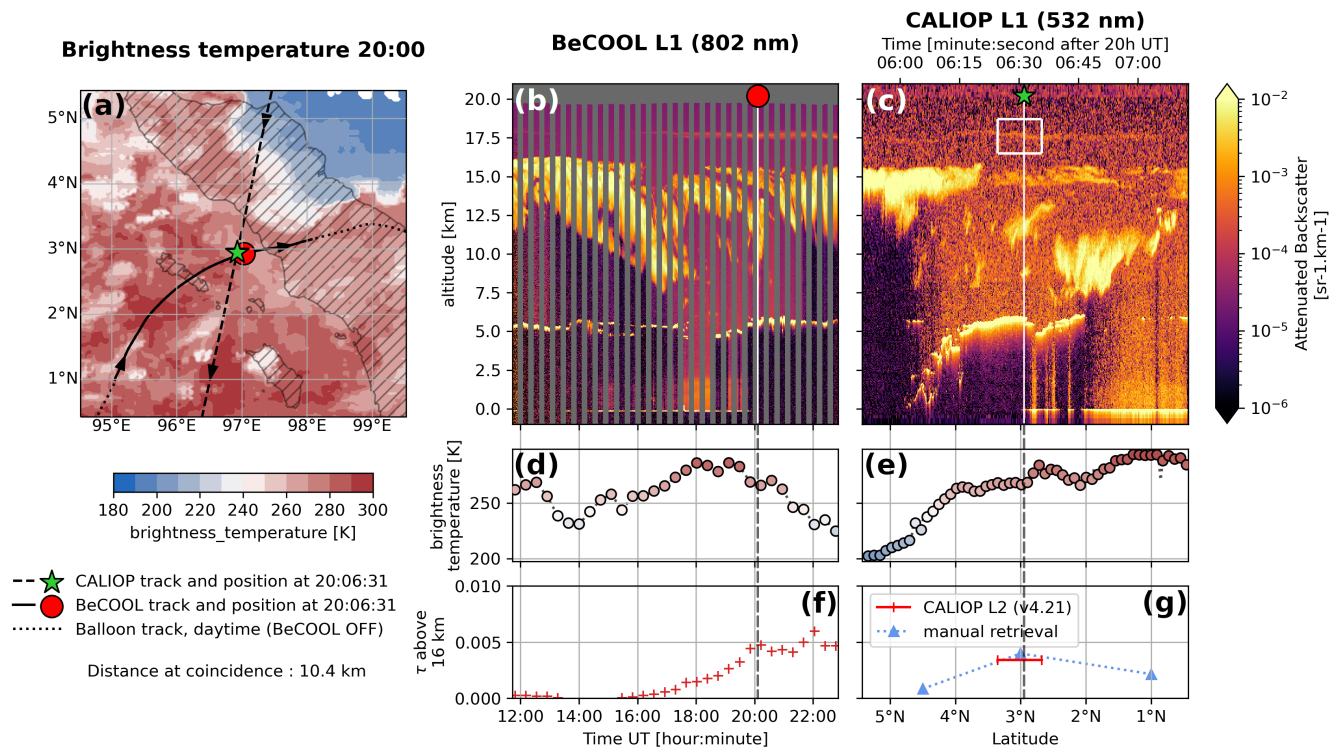 Brightness temperature 20:00
(a)
5°N
4°N
3°N
2°N
1°N
95°E 96°E 97°E 98°E 99°E
180 200 220 240 260 280 300
brightness_temperature [K]
CALIOP track and position at 20:06:31
BeCOOL track and position at 20:06:31
Balloon track, daytime (BeCOOL OFF)
Distance at coincidence : 10.4 km
BeCOOL L1 (802 nm)
(b)
altitude [km]
20.0
17.5
15.0
12.5
10.0
7.5
5.0
2.5
0.0
CALIOP L1 (532 nm)
Time [minute:second after 20h UT]
06:00 06:15 06:30 06:45 07:00
(c)
10−2
10−3
10−4
10−5
10−6
Attenuated Backscatter
[sr-1.km-1]
(d)
brightness
temperature [K]
250
200
(e)
(f)
τ above
16 km
0.010
0.005
0.000
12:00 14:00 16:00 18:00 20:00 22:00
Time UT [hour:minute]
(g)
CALIOP L2 (v4.21)
manual retrieval
5°N 4°N 3°N 2°N 1°N
Latitude